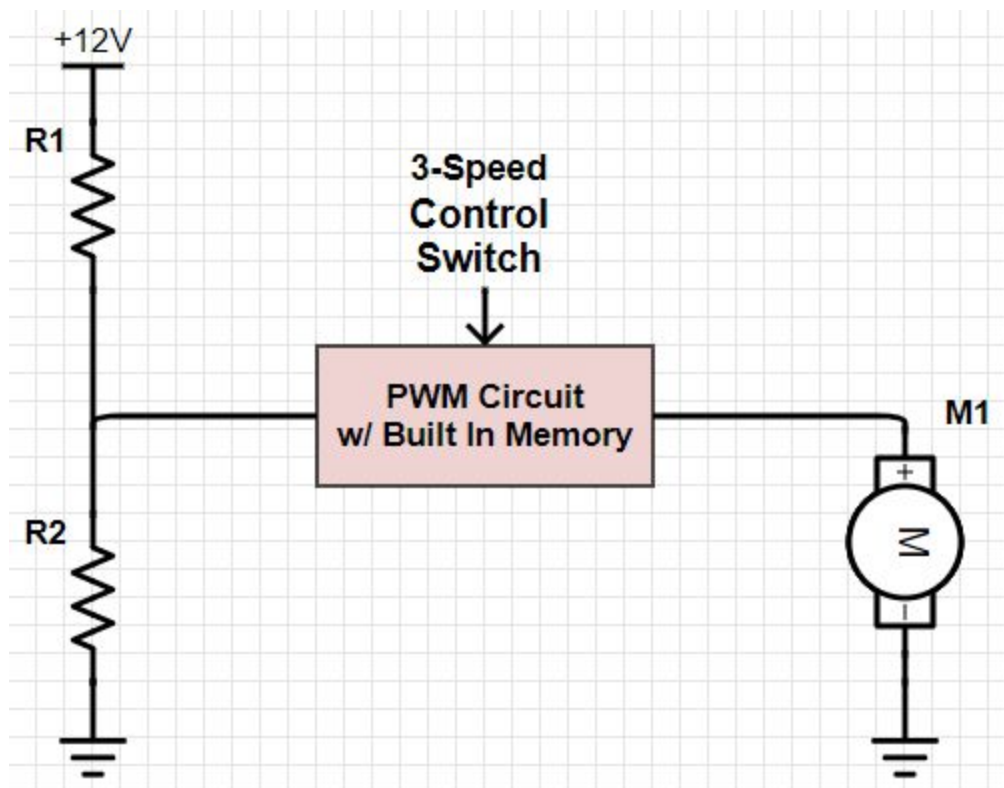 +12V
R1
3-Speed
Control
Switch
PWM Circuit
w/ Built In Memory
M1
+
M
R2